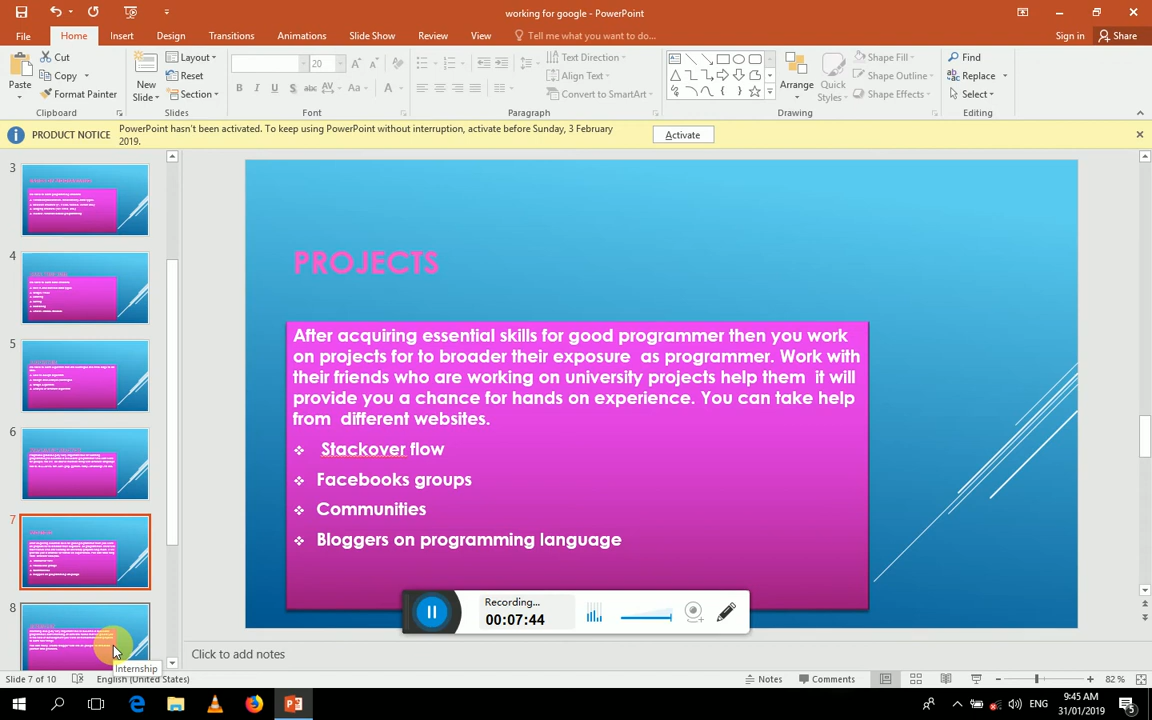 working for google - PowerPoint
File
Home
Insert
Design
Transitions
Animations
Slide Show
Review
View
Tell me what you want to do...
Sign in
Share
Paste
Cut
Copy
Format Painter
Clipboard
New Slide
Layout
Reset
Section
Slides
20
Font
Text Direction
Align Text
Convert to SmartArt
Paragraph
Arrange
Quick Styles
Shape Fill
Shape Outline
Shape Effects
Drawing
Find
Replace
Select
Editing
PRODUCT NOTICE
PowerPoint hasn't been activated. To keep using PowerPoint without interruption, activate before Sunday, 3 February
2019.
Activate
3
4
5
6
7
8
Internship
PROJECTS
After acquiring essential skills for good programmer then you work
on projects for to broader their exposure as programmer. Work with
their friends who are working on university projects help them it will
provide you a chance for hands on experience. You can take help
from different websites.
❖ Stackover flow
❖ Facebooks groups
❖ Communities
❖ Bloggers on programming language
Recording...
00:07:44
Click to add notes
Slide 7 of 10
English (United States)
Notes
Comments
82 %
ENG
9:45 AM
31/01/2019
5